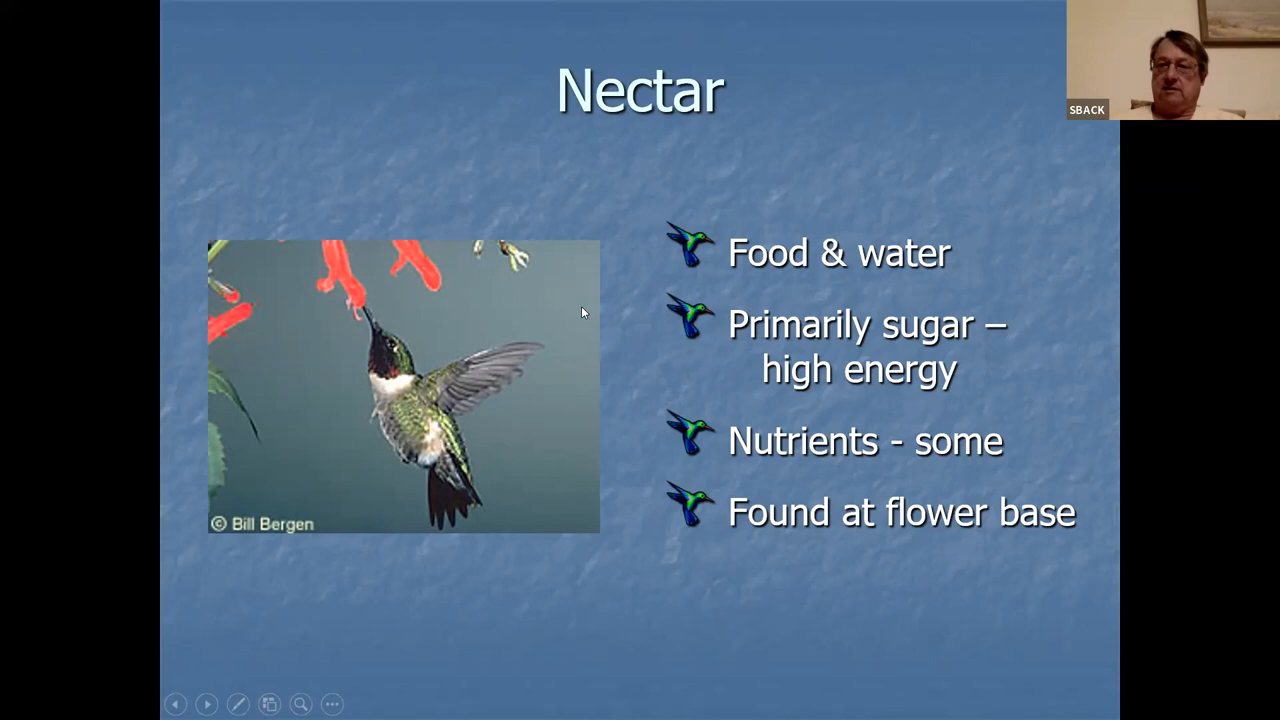 Nectar
SBACK
Food & water
Primarily sugar –
high energy
Nutrients - some
Found at flower base
© Bill Bergen